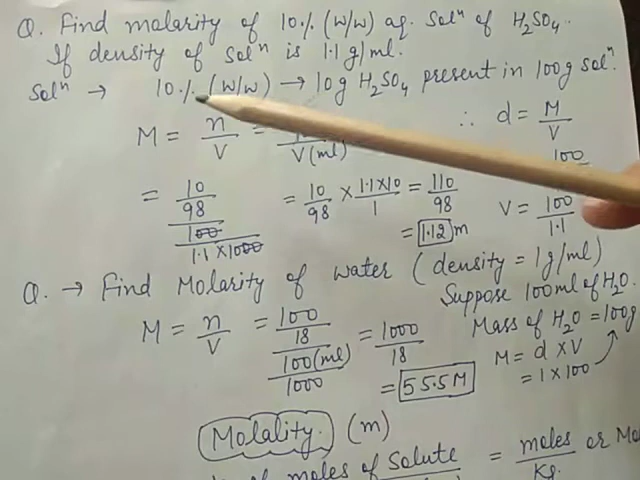 Q. Find molarity of 10% (w/w) aq. Solⁿ of H₂SO₄.
If density of Solⁿ is 1.1 g/ml.
Solⁿ → 10% (w/w) → 10g H₂SO₄ present in 100g solⁿ
M = n/V = V(ml) ∴ d = M/V
= 10/98 / 100/1.1×1000 = 10/98 × 1.1×10/1 = 110/98 V = 100/1.1
= 1.12 m
Q. → Find Molarity of water (density = 1g/ml)
Suppose 100ml of H₂O.
M = n/V = 100/18 / 100(ml)/1000 = 1000/18 Mass of H₂O = 100g
= 55.5M M = d × V
= 1 × 100
Molality. (m)
of moles of Solute = moles or
Kg.